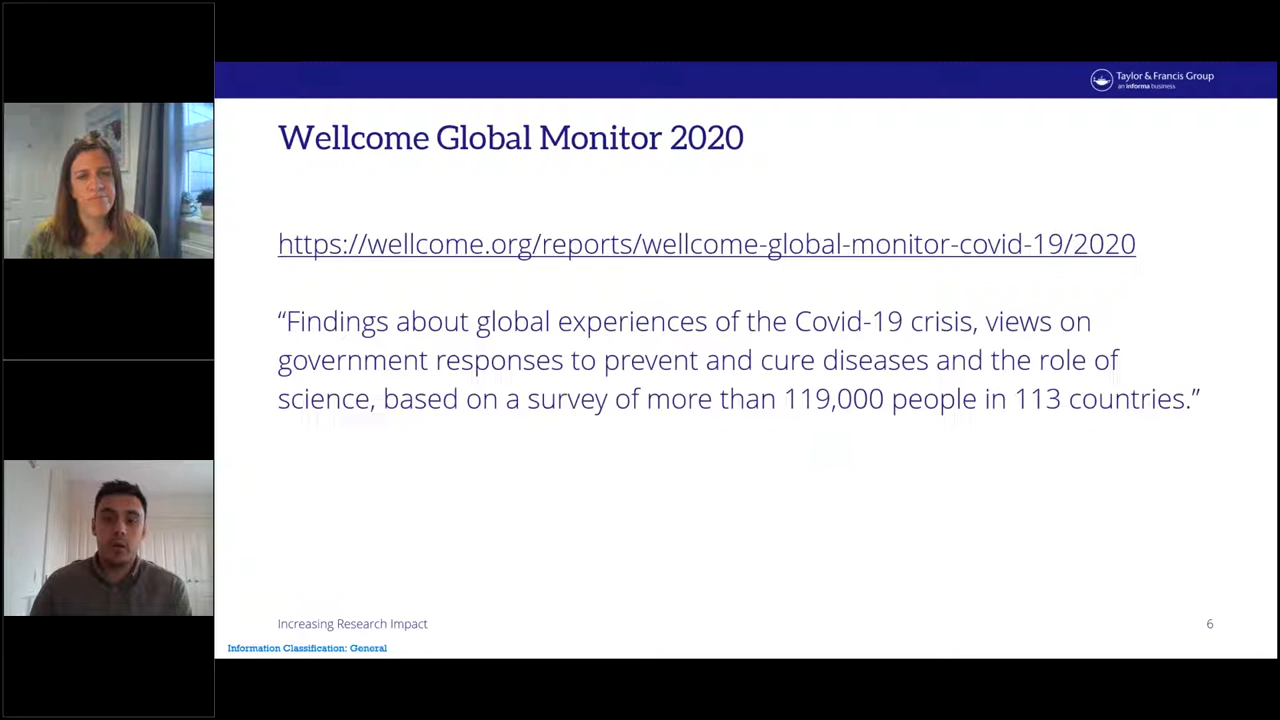 Taylor & Francis Group
an informa business
Wellcome Global Monitor 2020
https://wellcome.org/reports/wellcome-global-monitor-covid-19/2020
“Findings about global experiences of the Covid-19 crisis, views on
government responses to prevent and cure diseases and the role of
science, based on a survey of more than 119,000 people in 113 countries.”
Increasing Research Impact
6
Information Classification: General